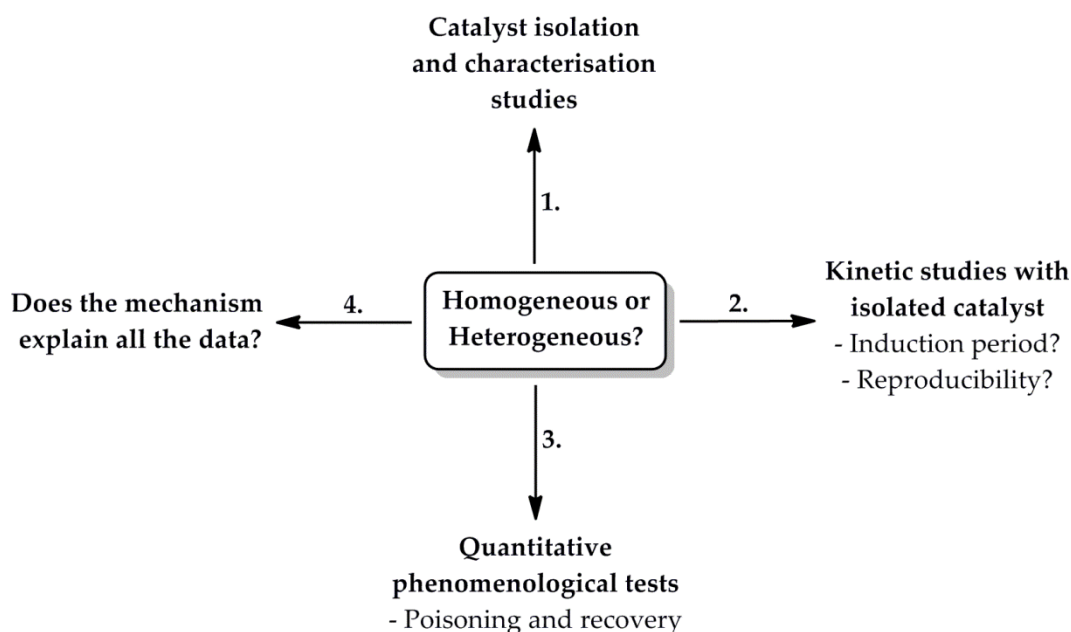 Catalyst isolation
and characterisation
studies
1.
Does the mechanism
explain all the data?
4.
Homogeneous or
Heterogeneous?
2.
Kinetic studies with
isolated catalyst
- Induction period?
- Reproducibility?
3.
Quantitative
phenomenological tests
- Poisoning and recovery